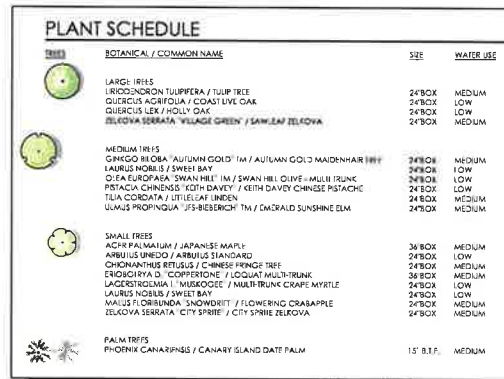 PLANT SCHEDULE
TREES BOTANICAL / COMMON NAME SIZE WATER USE
LARGE TREES
LIRIODENDRON TULIPIFERA / TULIP TREE 24"BOX MEDIUM
QUERCUS AGRIFOLIA / COAST LIVE OAK 24"BOX LOW
QUERCUS ILEX / HOLLY OAK 24"BOX LOW
ZELKOVA SERRATA `VILLAGE GREEN` / SAWLEAF ZELKOVA 24"BOX MEDIUM
MEDIUM TREES
GINKGO BILOBA `AUTUMN GOLD` TM / AUTUMN GOLD MAIDENHAIR TREE 24"BOX MEDIUM
LAURUS NOBILIS / SWEET BAY 24"BOX LOW
OLEA EUROPAEA `SWAN HILL` TM / SWAN HILL OLIVE - MULTI TRUNK 24"BOX LOW
PISTACIA CHINENSIS `KEITH DAVEY` / KEITH DAVEY CHINESE PISTACHE 24"BOX LOW
TILIA CORDATA / LITTLELEAF LINDEN 24"BOX MEDIUM
ULMUS PROPINQUA `JFS-BIEBERICH` TM / EMERALD SUNSHINE ELM 24"BOX MEDIUM
SMALL TREES
ACER PALMATUM / JAPANESE MAPLE 36"BOX MEDIUM
ARBUTUS UNEDO / ARBUTUS STANDARD 24"BOX LOW
CHIONANTHUS RETUSUS / CHINESE FRINGE TREE 24"BOX MEDIUM
ERIOBOTRYA D. `COPPERTONE` / LOQUAT MULTI-TRUNK 36"BOX MEDIUM
LAGERSTROEMIA I. `MUSKOGEE` / MULTI-TRUNK CRAPE MYRTLE 24"BOX LOW
LAURUS NOBILIS / SWEET BAY 24"BOX LOW
MALUS FLORIBUNDA `SNOWDRIFT` / FLOWERING CRABAPPLE 24"BOX MEDIUM
ZELKOVA SERRATA `CITY SPRITE` / CITY SPRITE ZELKOVA 24"BOX MEDIUM
PALM TREES
PHOENIX CANARIENSIS / CANARY ISLAND DATE PALM 15' B.T.F. MEDIUM